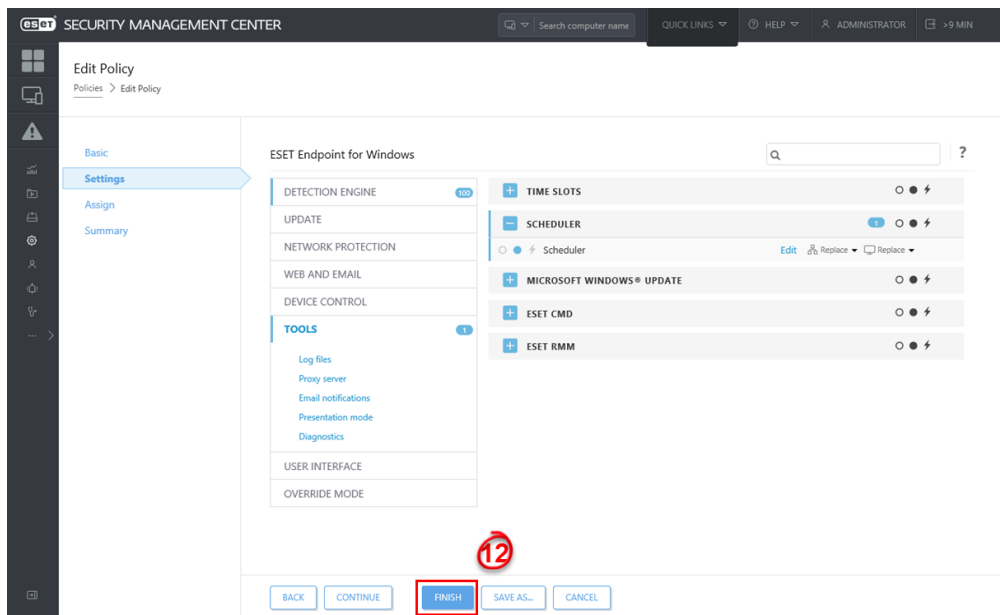 eset SECURITY MANAGEMENT CENTER
Search computer name
QUICK LINKS
HELP
ADMINISTRATOR
>9 MIN
Edit Policy
Policies > Edit Policy
Basic
Settings
Assign
Summary
ESET Endpoint for Windows
?
DETECTION ENGINE 100
UPDATE
NETWORK PROTECTION
WEB AND EMAIL
DEVICE CONTROL
TOOLS 1
Log files
Proxy server
Email notifications
Presentation mode
Diagnostics
USER INTERFACE
OVERRIDE MODE
TIME SLOTS
SCHEDULER 1
Scheduler Edit Replace Replace
MICROSOFT WINDOWS® UPDATE
ESET CMD
ESET RMM
12
BACK CONTINUE FINISH SAVE AS... CANCEL